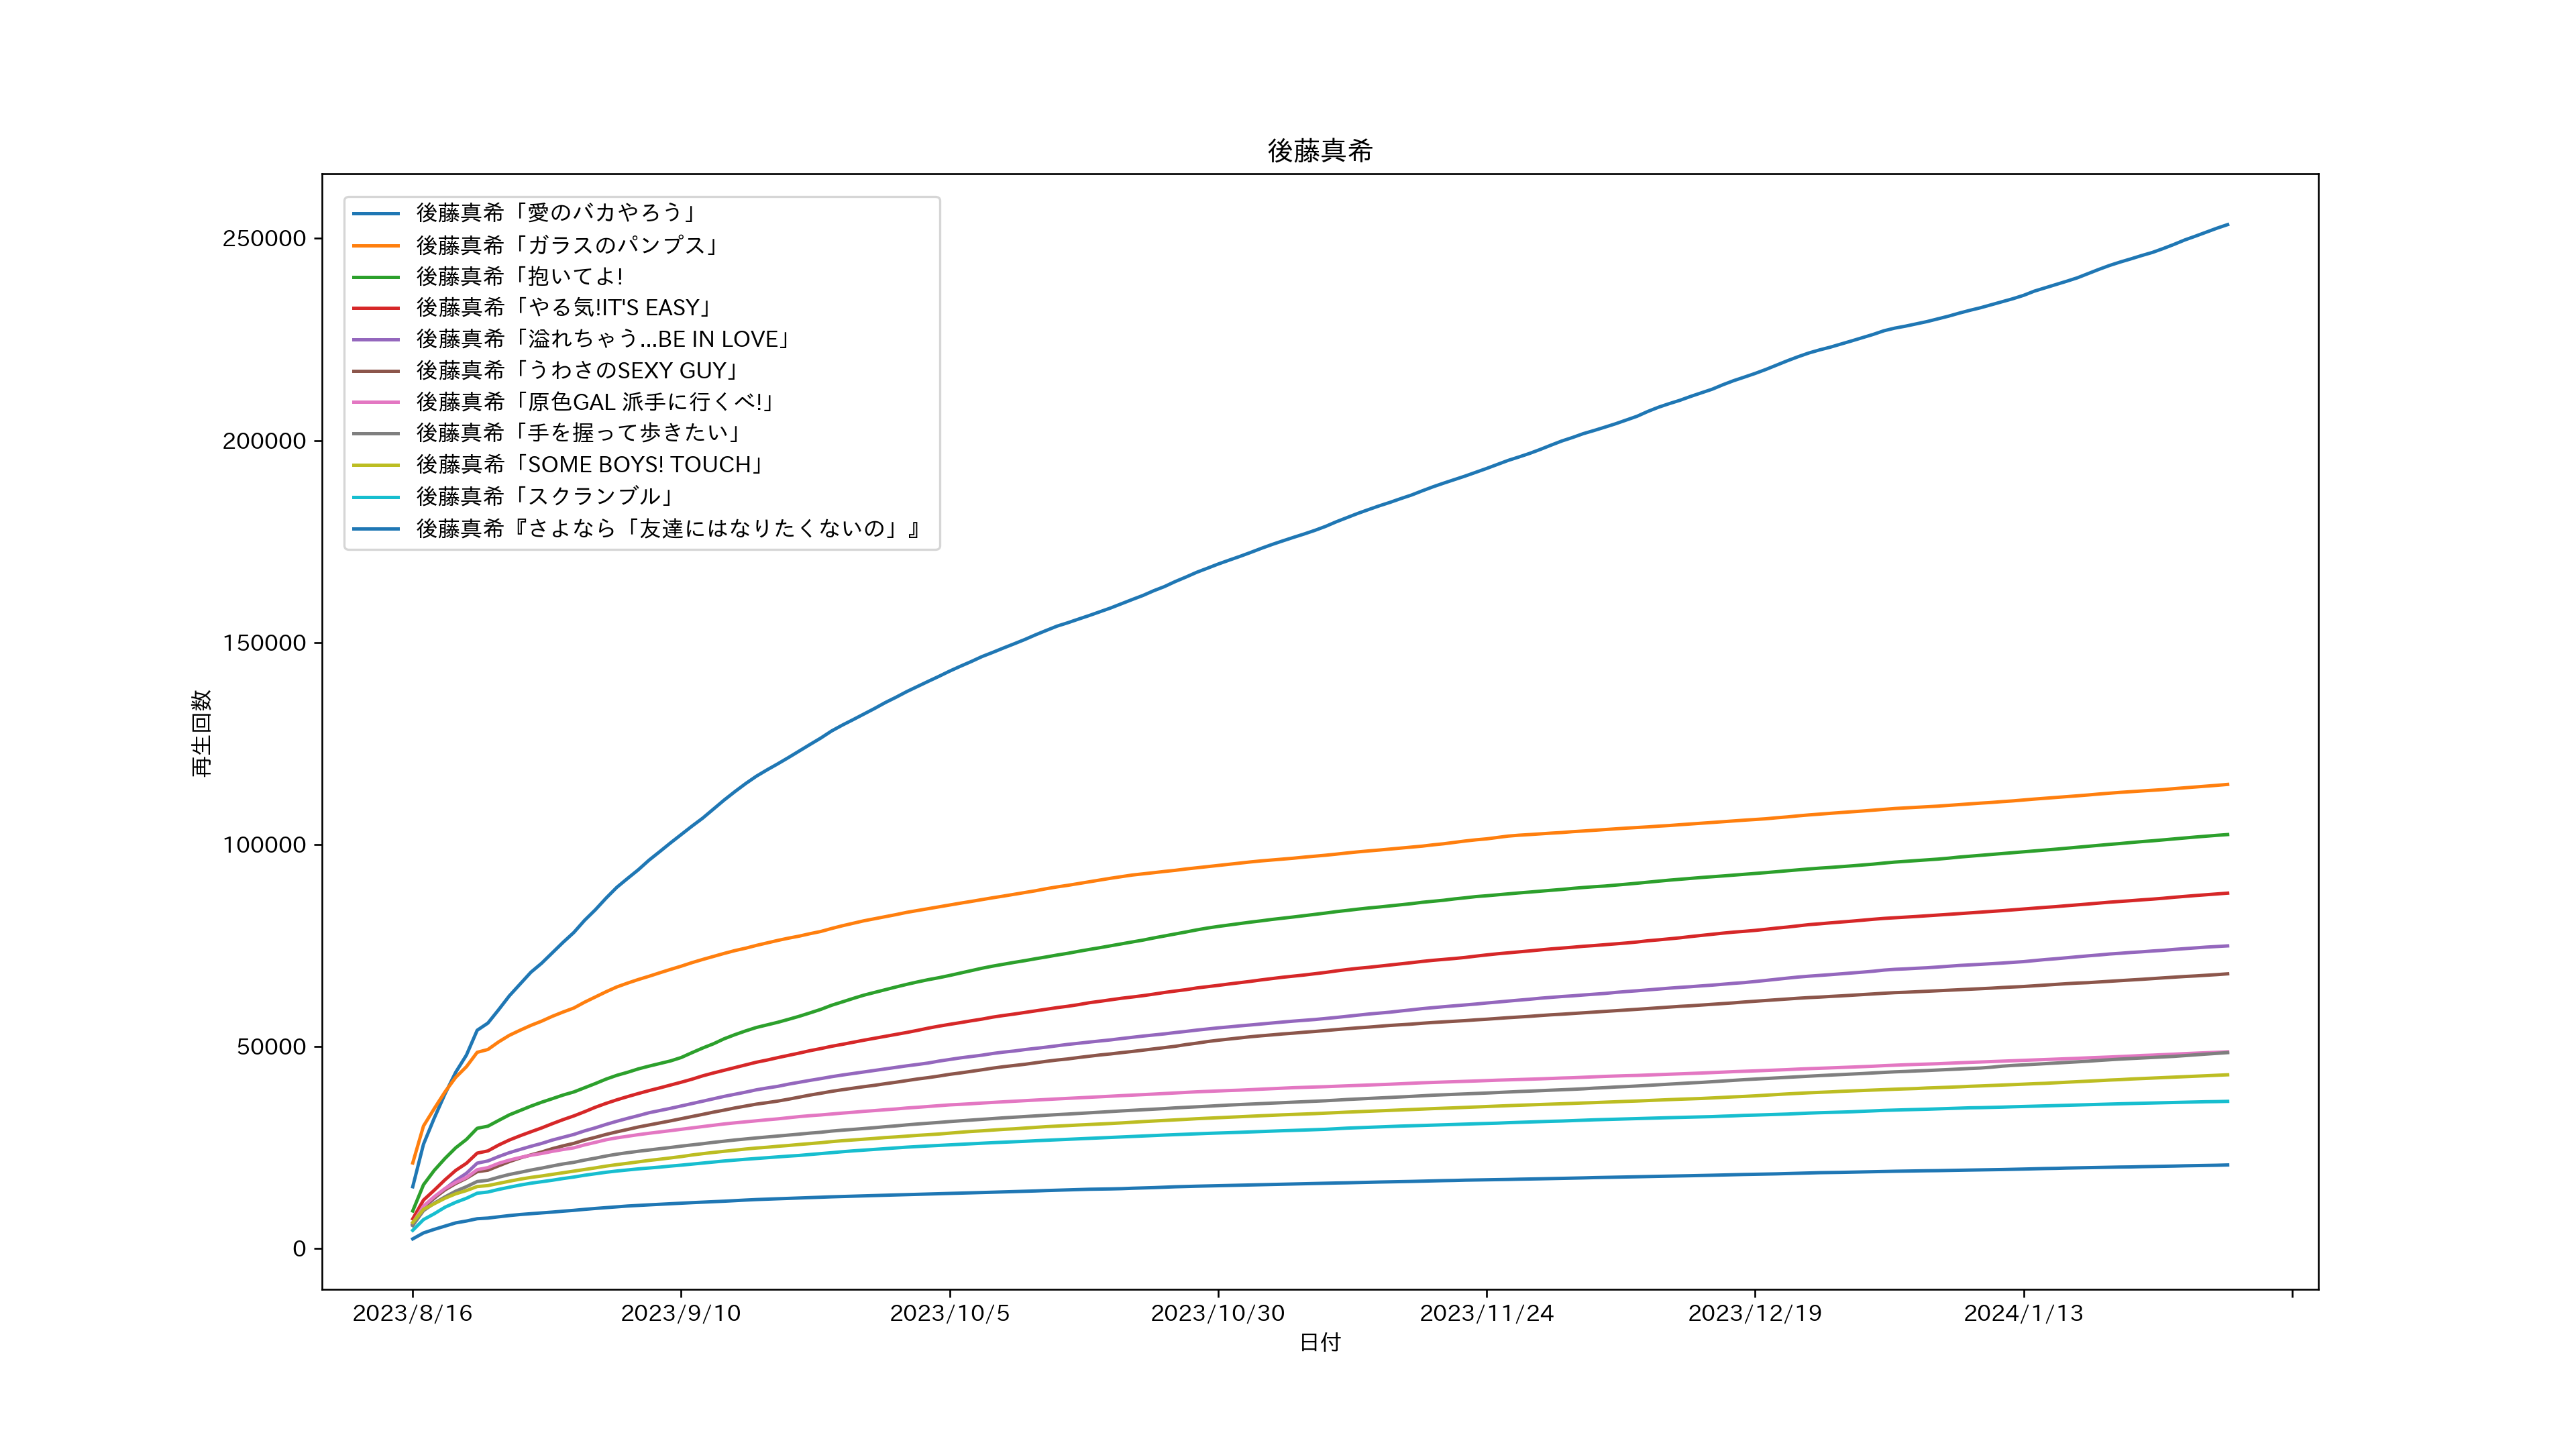 後藤真希
後藤真希「愛のバカやろう」
後藤真希「ガラスのパンプス」
後藤真希「抱いてよ!
後藤真希「やる気!IT'S EASY」
後藤真希「溢れちゃう...BE IN LOVE」
後藤真希「うわさのSEXY GUY」
後藤真希「原色GAL 派手に行くべ!」
後藤真希「手を握って歩きたい」
後藤真希「SOME BOYS! TOUCH」
後藤真希「スクランブル」
後藤真希『さよなら「友達にはなりたくないの」』
250000
200000
150000
100000
50000
0
再生回数
2023/8/16
2023/9/10
2023/10/5
2023/10/30
2023/11/24
2023/12/19
2024/1/13
日付